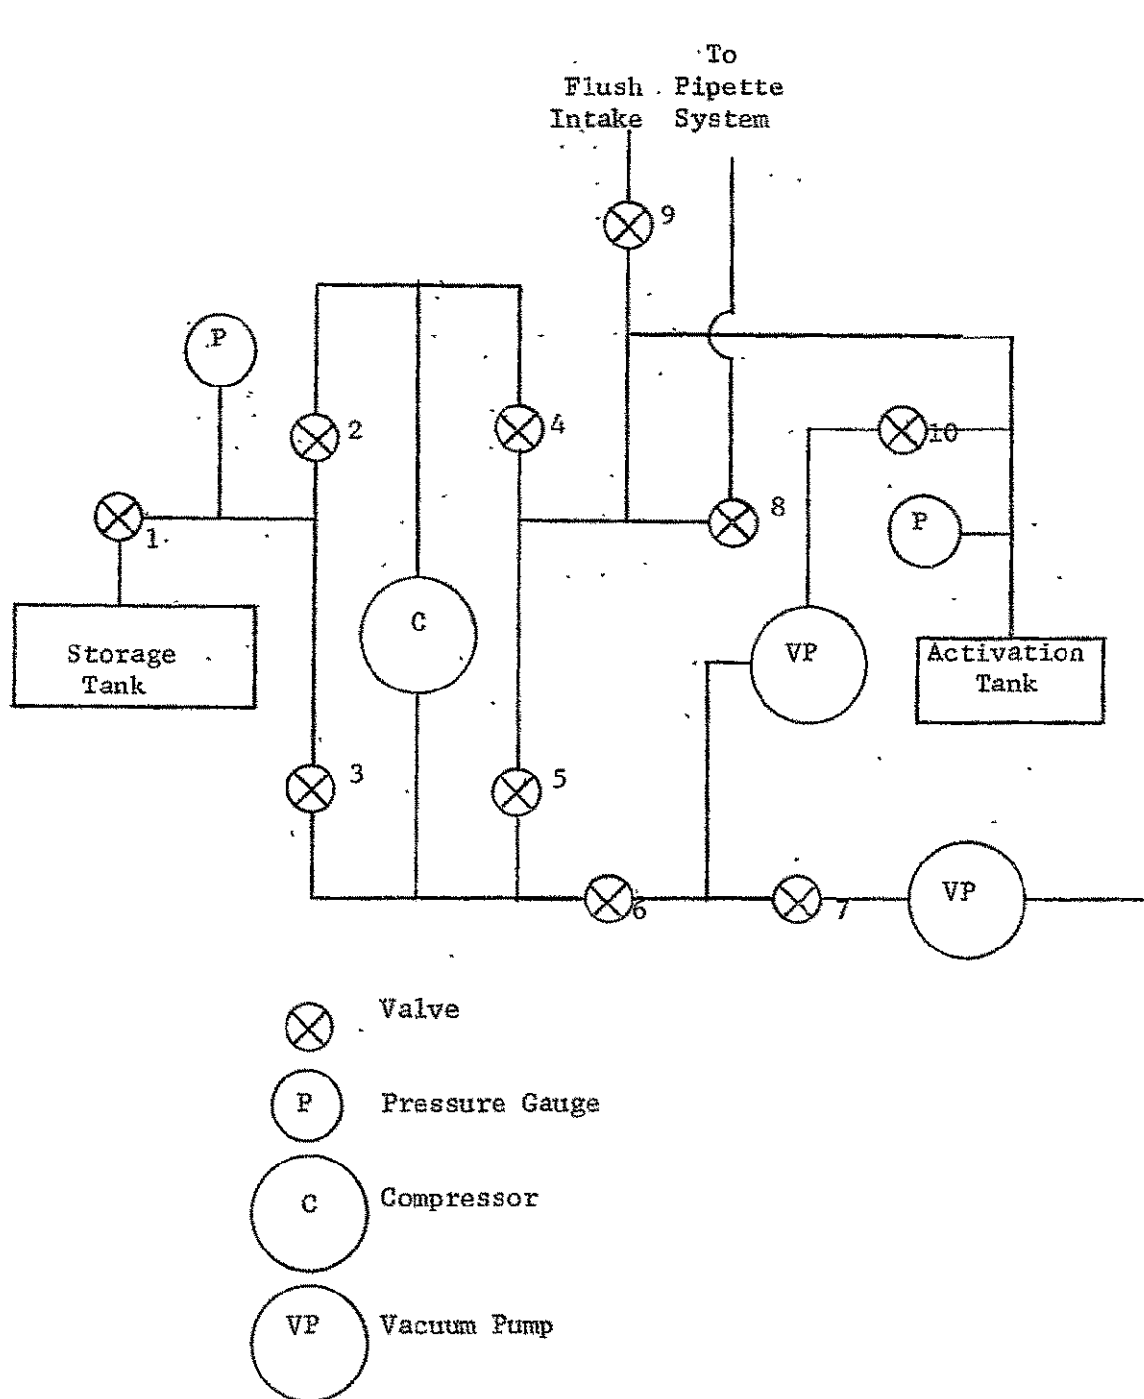 To
Flush Pipette
Intake System
9
P
2
4
10
8
P
1
C
Storage
Tank
VP
Activation
Tank
3
5
6
7
VP
Valve
P Pressure Gauge
C Compressor
VP Vacuum Pump